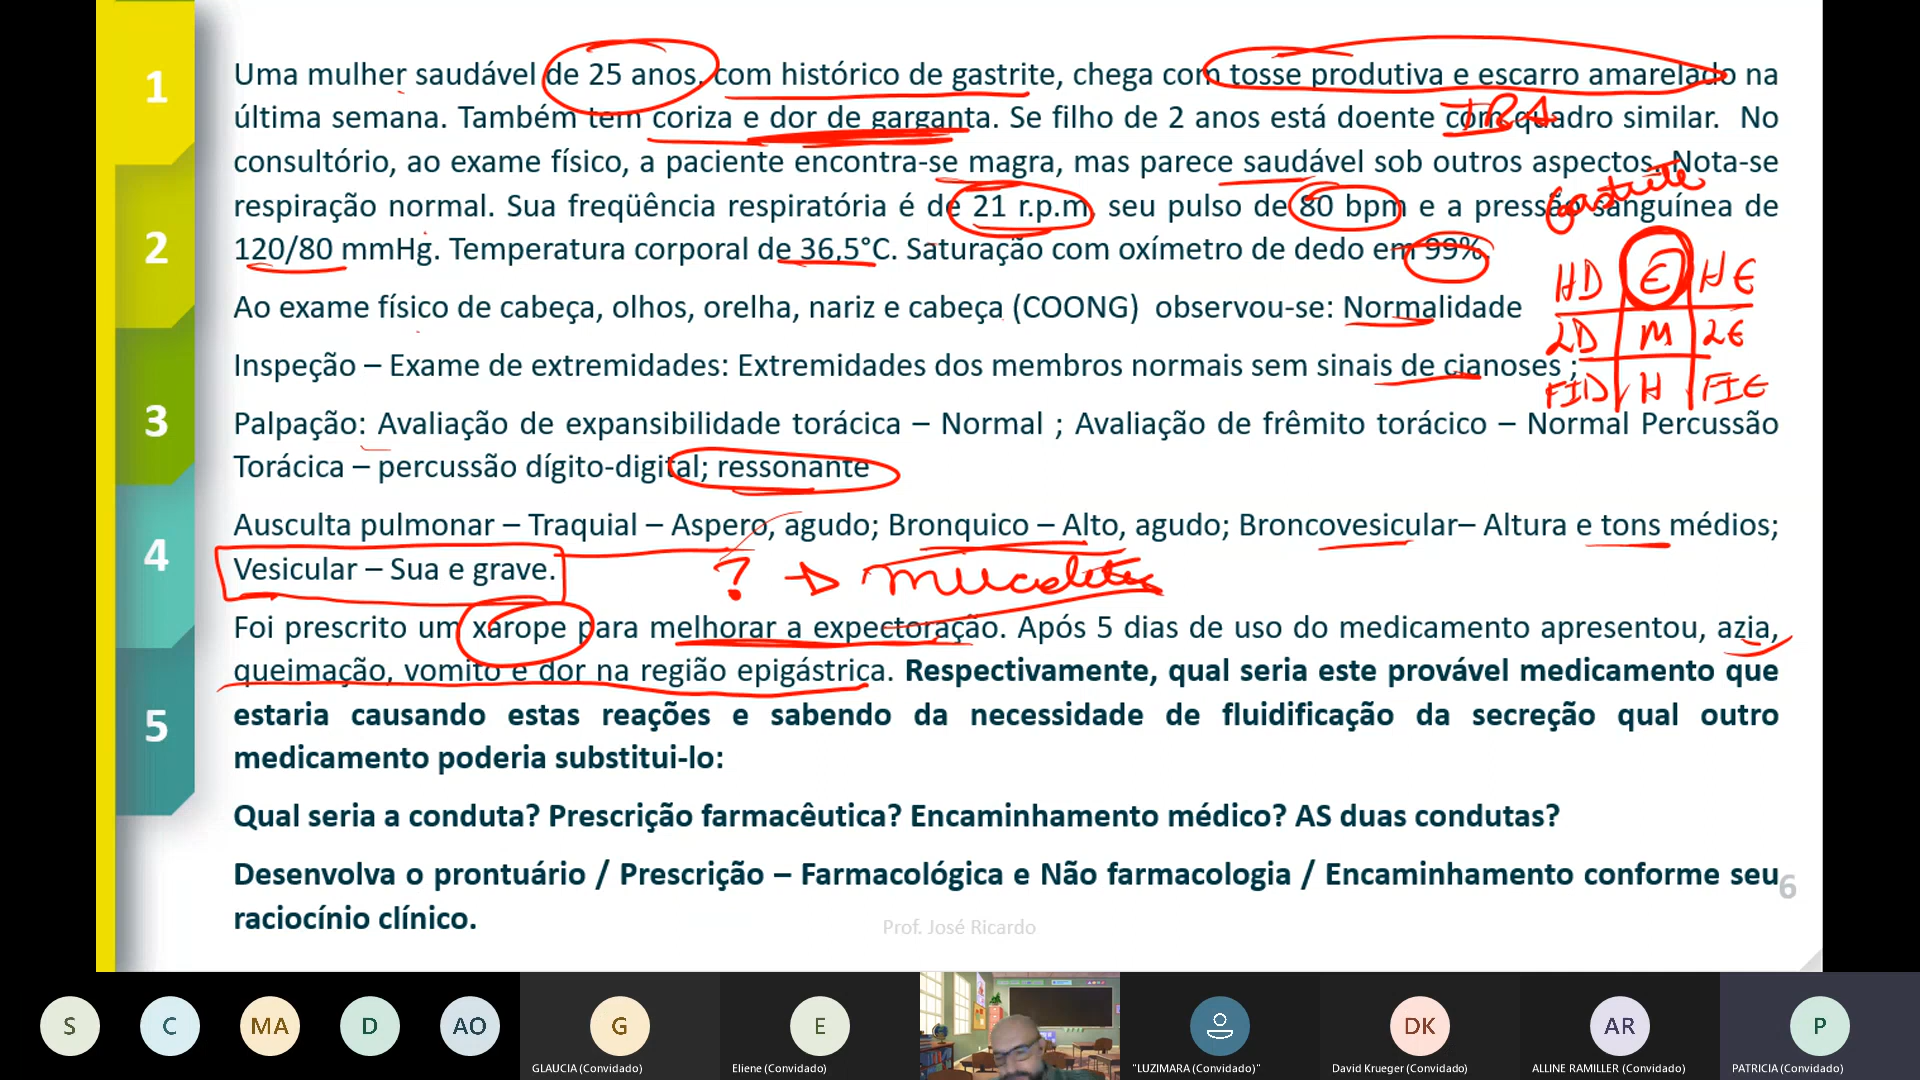 1
2
3
4
5
Uma mulher saudável de 25 anos, com histórico de gastrite, chega com tosse produtiva e escarro amarelado na
última semana. Também tem coriza e dor de garganta. Se filho de 2 anos está doente com quadro similar. No
consultório, ao exame físico, a paciente encontra-se magra, mas parece saudável sob outros aspectos. Nota-se
respiração normal. Sua freqüência respiratória é de 21 r.p.m, seu pulso de 80 bpm e a pressão sanguínea de
120/80 mmHg. Temperatura corporal de 36,5°C. Saturação com oxímetro de dedo em 99%.
IRA
gastrite
HD E HE
LD M LE
FID H FIE
Ao exame físico de cabeça, olhos, orelha, nariz e cabeça (COONG) observou-se: Normalidade
Inspeção – Exame de extremidades: Extremidades dos membros normais sem sinais de cianoses ;
Palpação: Avaliação de expansibilidade torácica – Normal ; Avaliação de frêmito torácico – Normal Percussão
Torácica – percussão dígito-digital; ressonante
Ausculta pulmonar – Traquial – Aspero, agudo; Bronquico – Alto, agudo; Broncovesicular– Altura e tons médios;
Vesicular – Sua e grave.
?
Foi prescrito um xarope para melhorar a expectoração. Após 5 dias de uso do medicamento apresentou, azia,
queimação, vomito e dor na região epigástrica. Respectivamente, qual seria este provável medicamento que
estaria causando estas reações e sabendo da necessidade de fluidificação da secreção qual outro
medicamento poderia substitui-lo:
Qual seria a conduta? Prescrição farmacêutica? Encaminhamento médico? AS duas condutas?
Desenvolva o prontuário / Prescrição – Farmacológica e Não farmacologia / Encaminhamento conforme seu
raciocínio clínico.
6
Prof. José Ricardo
S C MA D AO G E DK AR P
GLAUCIA (Convidado) Eliene (Convidado) "LUZIMARA (Convidado)" David Krueger (Convidado) ALLINE RAMILLER (Convidado) PATRICIA (Convidado)